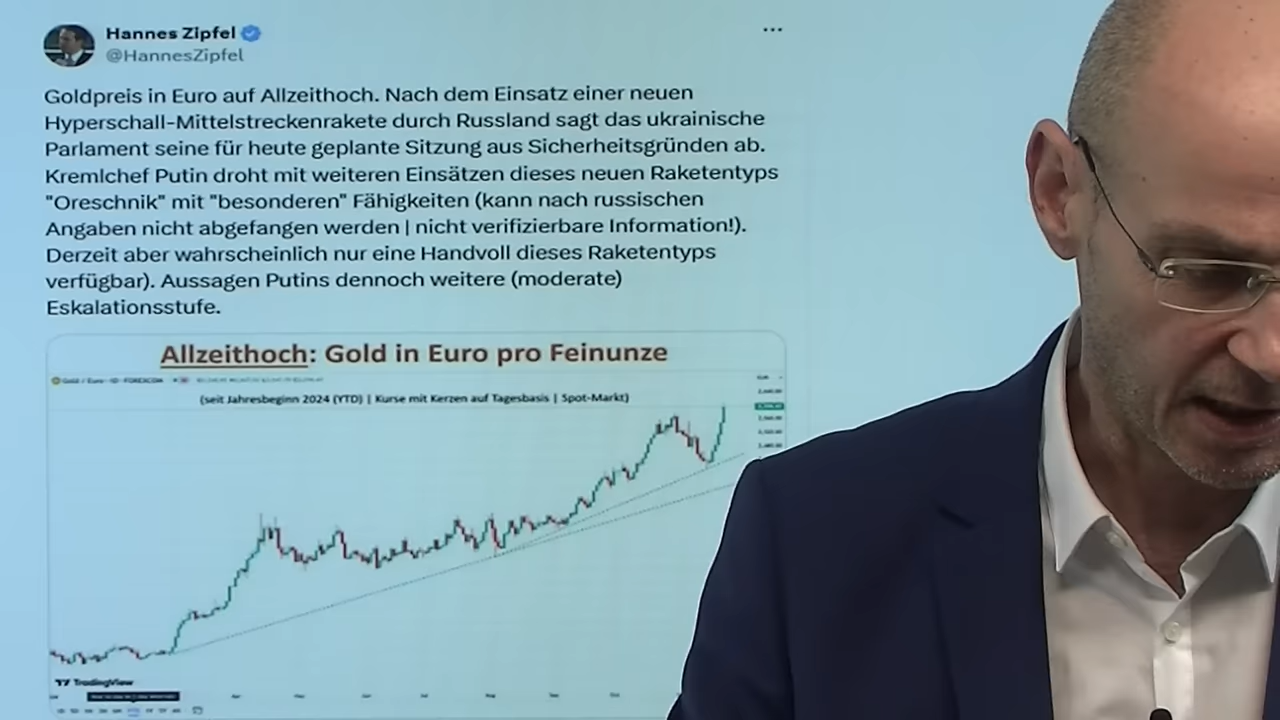 Hannes Zipfel
@HannesZipfel
Goldpreis in Euro auf Allzeithoch. Nach dem Einsatz einer neuen
Hyperschall-Mittelstreckenrakete durch Russland sagt das ukrainische
Parlament seine für heute geplante Sitzung aus Sicherheitsgründen ab.
Kremlchef Putin droht mit weiteren Einsätzen dieses neuen Raketentyps
"Oreschnik" mit "besonderen" Fähigkeiten (kann nach russischen
Angaben nicht abgefangen werden | nicht verifizierbare Information!).
Derzeit aber wahrscheinlich nur eine Handvoll dieses Raketentyps
verfügbar). Aussagen Putins dennoch weitere (moderate)
Eskalationsstufe.
Allzeithoch: Gold in Euro pro Feinunze
(seit Jahresbeginn 2024 (YTD) | Kurse mit Kerzen auf Tagesbasis | Spot-Markt)
TradingView